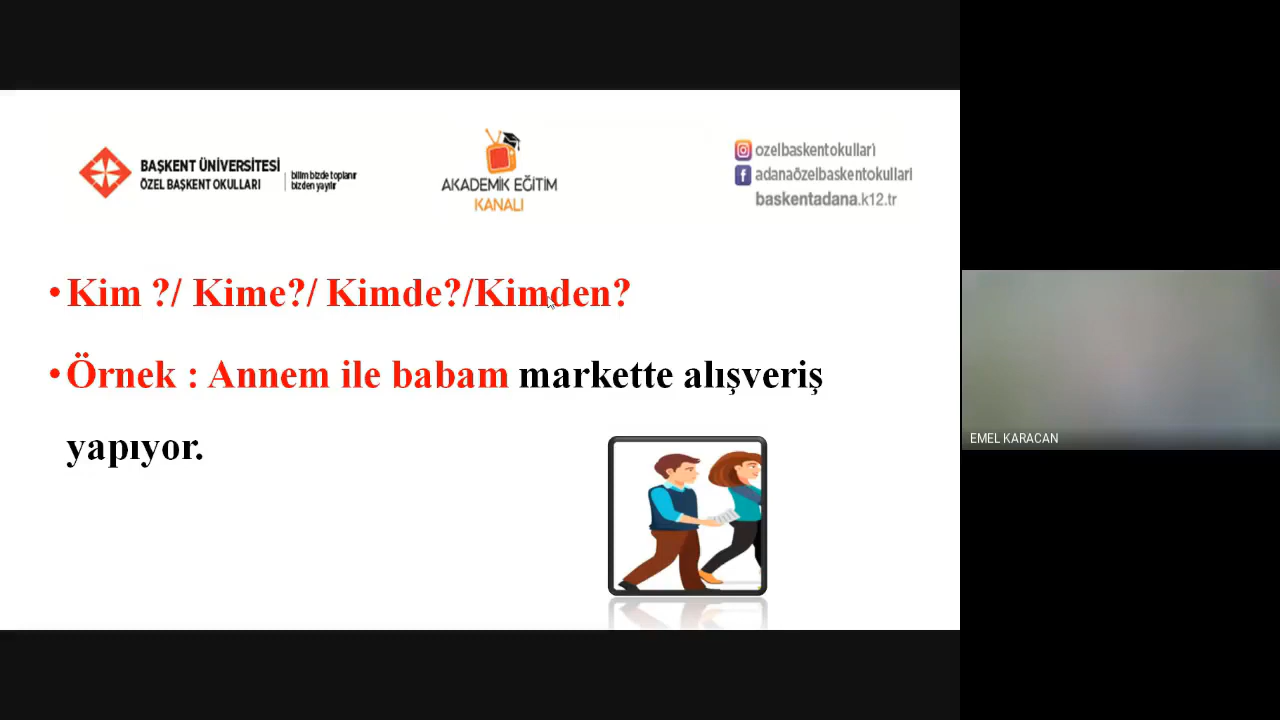 BAŞKENT ÜNİVERSİTESİ
ÖZEL BAŞKENT OKULLARI
bilim bizde toplanır
bizden yayılır
AKADEMİK EĞİTİM
KANALI
ozelbaskentokullari
adanaözelbaskentokullari
baskentadana.k12.tr
• Kim ?/ Kime?/ Kimde?/Kimden?
• Örnek : Annem ile babam markette alışveriş
yapıyor.
EMEL KARACAN